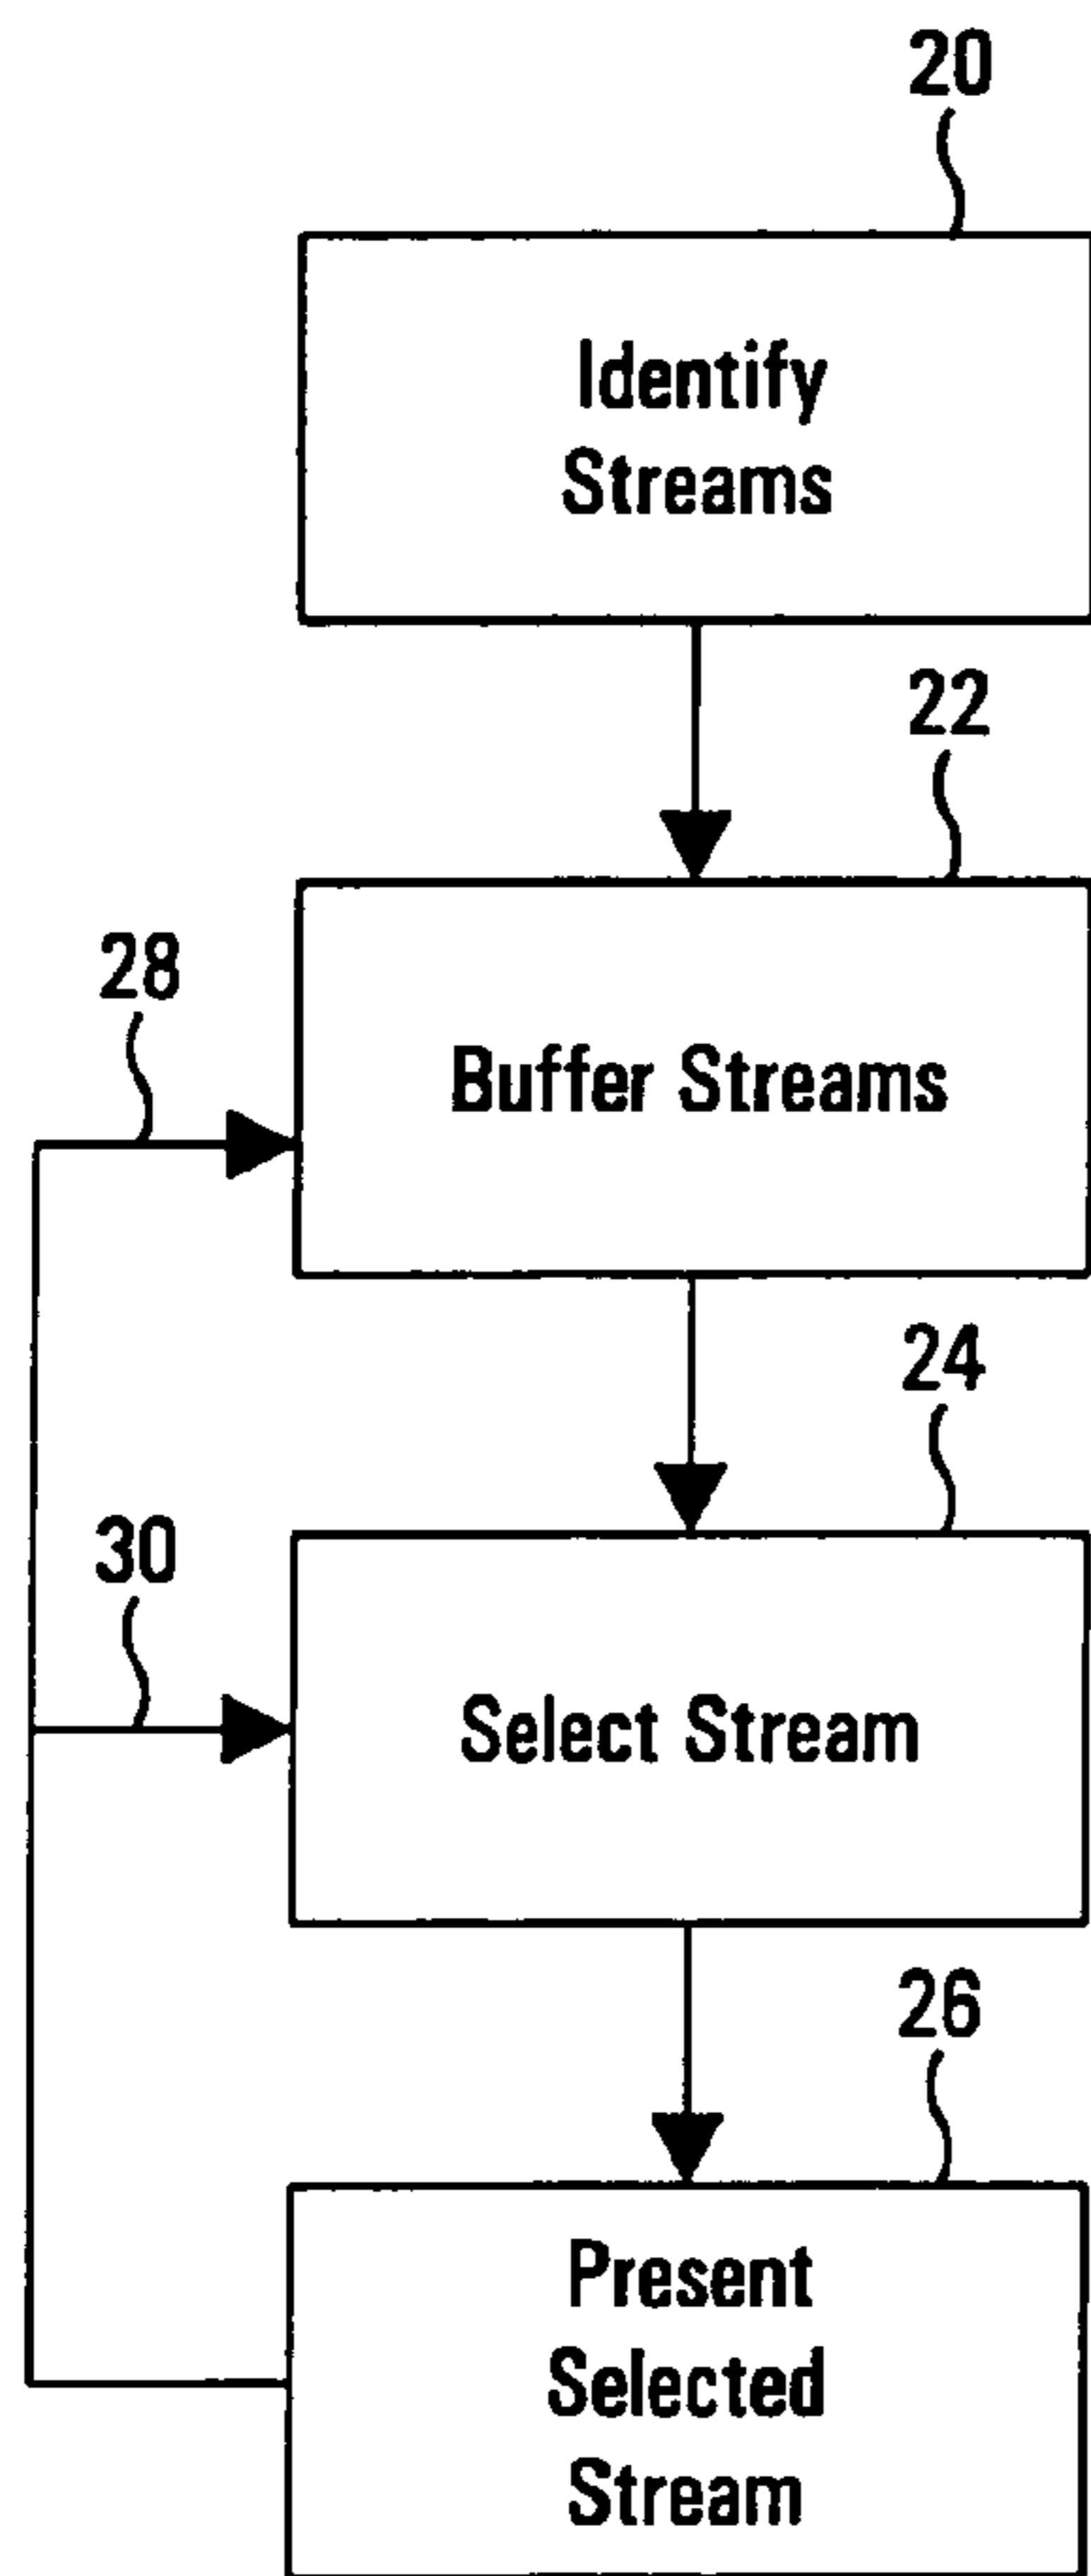 20
Identify
Streams
22
28
Buffer Streams
24
30
Select Stream
26
Present
Selected
Stream